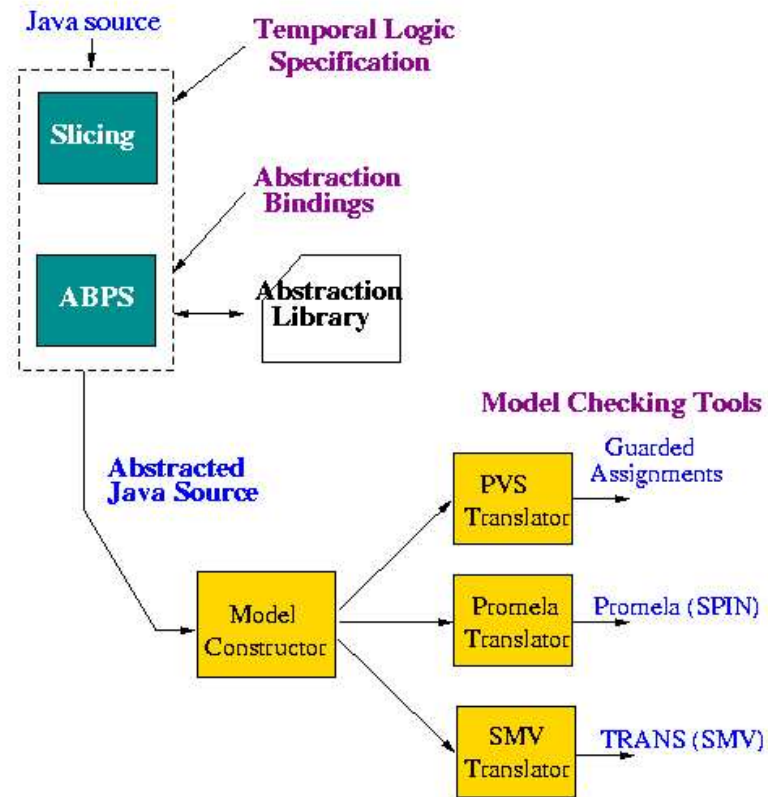 Java source
Temporal Logic
Specification
Slicing
Abstraction
Bindings
ABPS
Abstraction
Library
Model Checking Tools
Abstracted
Java Source
PVS
Translator
Guarded
Assignments
Model
Constructor
Promela
Translator
Promela (SPIN)
SMV
Translator
TRANS (SMV)